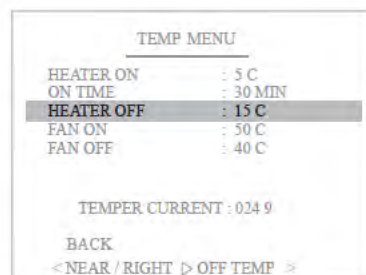 TEMP MENU
HEATER ON : 5 C
ON TIME : 30 MIN
HEATER OFF : 15 C
FAN ON : 50 C
FAN OFF : 40 C
TEMPER CURRENT : 024 9
BACK
< NEAR / RIGHT ▷ OFF TEMP >